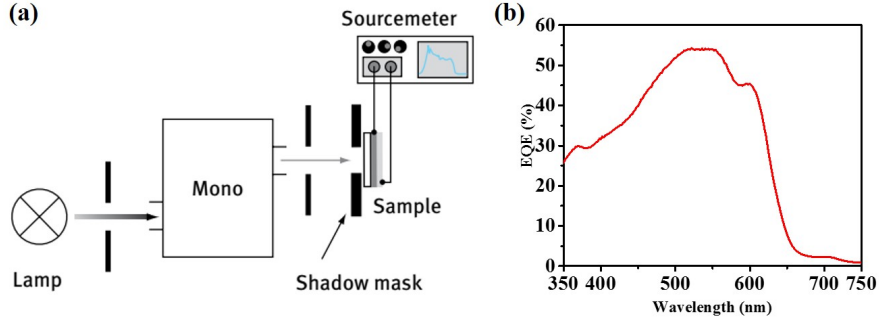 (a)
Sourcemeter
Mono
Sample
Lamp
Shadow mask
(b)
60
50
40
30
20
10
0
EQE (%)
350 400 500 600 700 750
Wavelength (nm)